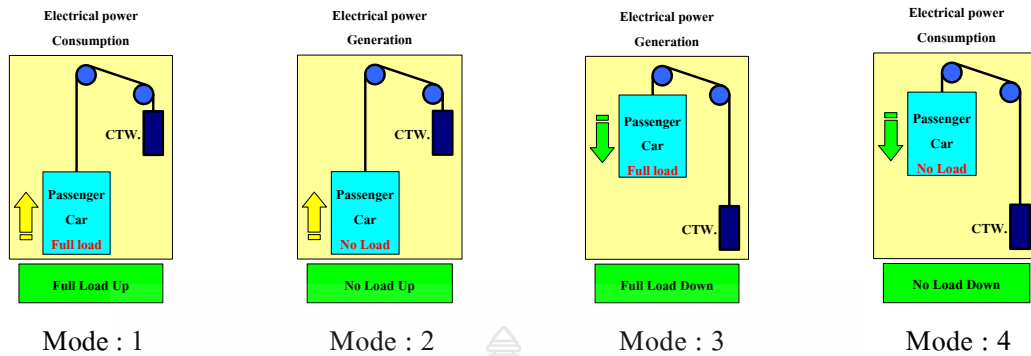 Electrical power
Consumption
CTW.
Passenger
Car
Full load
Full Load Up
Mode : 1
Electrical power
Generation
CTW.
Passenger
Car
No Load
No Load Up
Mode : 2
Electrical power
Generation
Passenger
Car
Full load
CTW.
Full Load Down
Mode : 3
Electrical power
Consumption
Passenger
Car
No Load
CTW.
No Load Down
Mode : 4